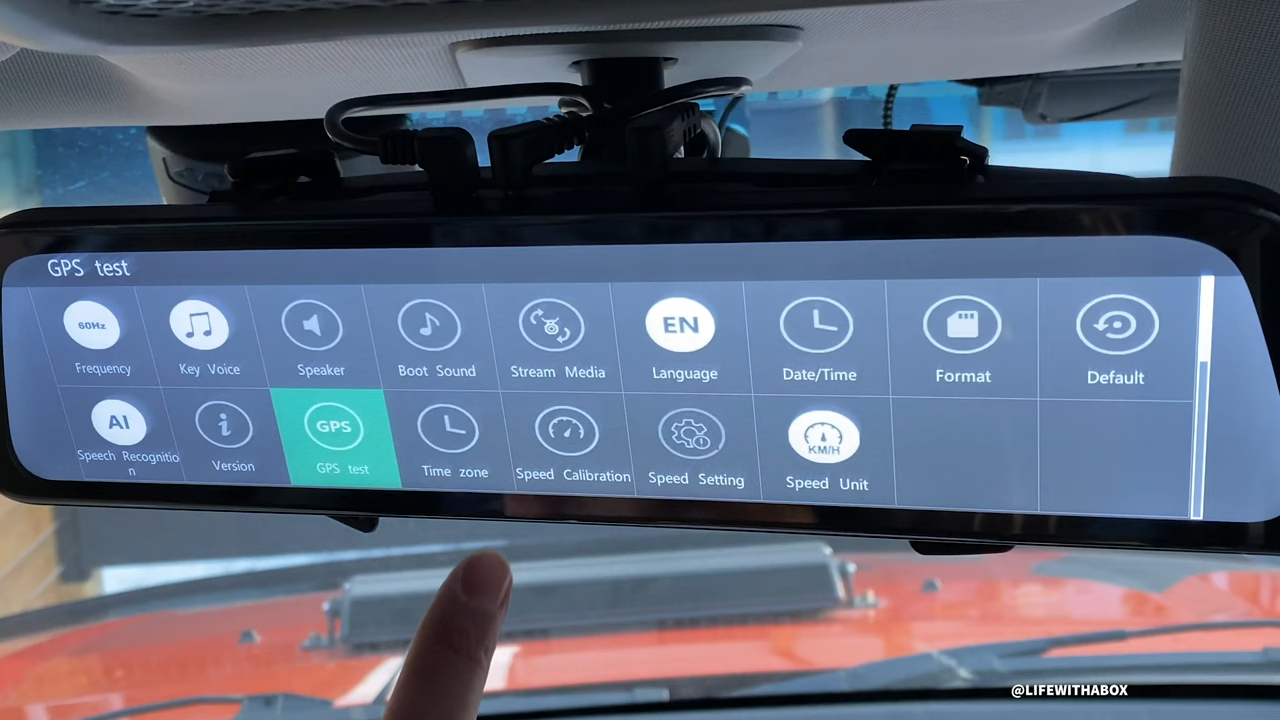 GPS test
60Hz
EN
Frequency
Key Voice
Speaker
Boot Sound
Stream Media
Language
Date/Time
Format
Default
AI
i
GPS
KM/H
Speech Recognitio
n
Version
GPS test
Time zone
Speed Calibration
Speed Setting
Speed Unit
@LIFEWITHABOX